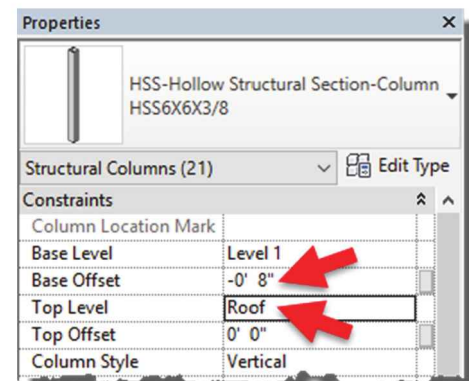 Properties ×
HSS-Hollow Structural Section-Column
HSS6X6X3/8
Structural Columns (21) Edit Type
Constraints
Column Location Mark
Base Level Level 1
Base Offset -0' 8"
Top Level Roof
Top Offset 0' 0"
Column Style Vertical